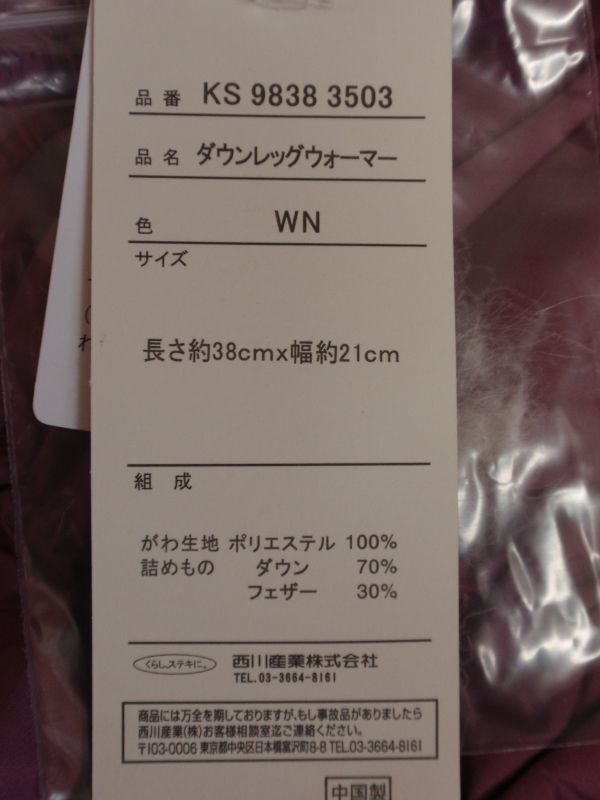 品番 KS 9838 3503
品名 ダウンレッグウォーマー
色 WN
サイズ
長さ約38cmx幅約21cm
組成
がわ生地 ポリエステル 100%
詰めもの ダウン 70%
フェザー 30%
くらし、ステキに。 西川産業株式会社
TEL.03-3664-8161
商品には万全を期しておりますが、もし事故品がありましたら
西川産業(株)お客様相談室迄ご連絡ください。
〒103-0006 東京都中央区日本橋富沢町8-8 TEL.03-3664-8161
中国製